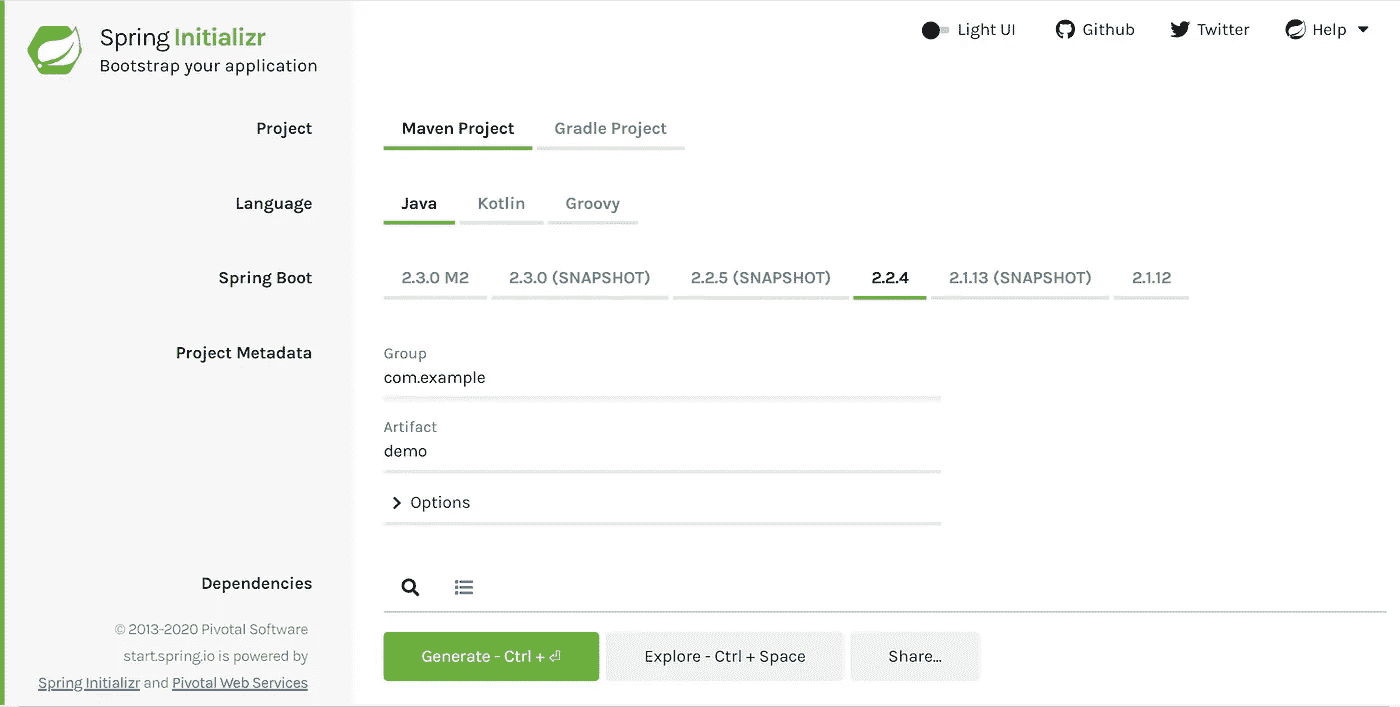 Spring Initializr
Bootstrap your application
Light UI
Github
Twitter
Help
Project
Maven Project
Gradle Project
Language
Java
Kotlin
Groovy
Spring Boot
2.3.0 M2
2.3.0 (SNAPSHOT)
2.2.5 (SNAPSHOT)
2.2.4
2.1.13 (SNAPSHOT)
2.1.12
Project Metadata
Group
com.example
Artifact
demo
Options
Dependencies
© 2013-2020 Pivotal Software
start.spring.io is powered by
Spring Initializr and Pivotal Web Services
Generate - Ctrl + ⏎
Explore - Ctrl + Space
Share...